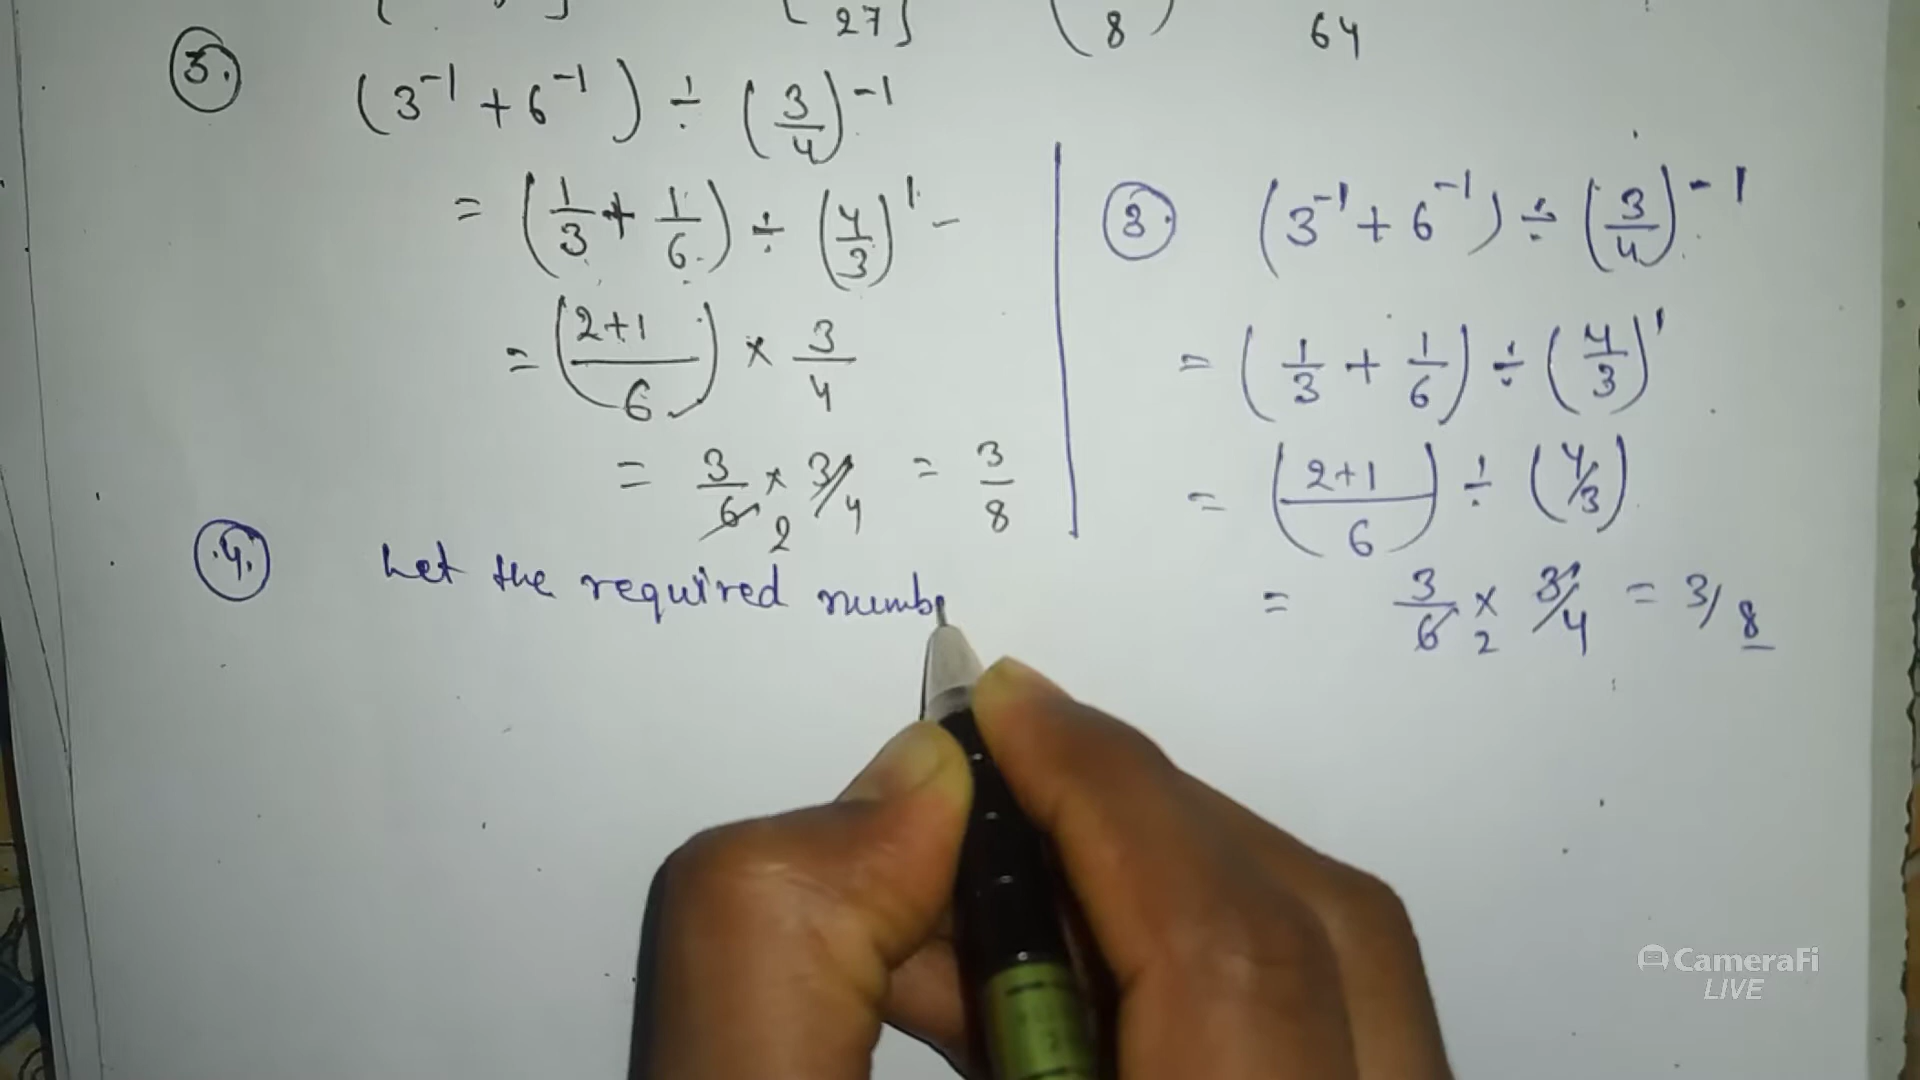 27] 8) 64
3. (3⁻¹ + 6⁻¹) ÷ (3/4)⁻¹
= (1/3 + 1/6) ÷ (4/3)¹ -
= ((2+1)/6) × 3/4
= 3/6 2 × 3/4 = 3/8
8. (3⁻¹ + 6⁻¹) ÷ (3/4)⁻¹
= (1/3 + 1/6) ÷ (4/3)¹
= ((2+1)/6) ÷ (4/3)
= 3/6 2 × 3/4 = 3/8
4. Let the required numb
CameraFi
LIVE